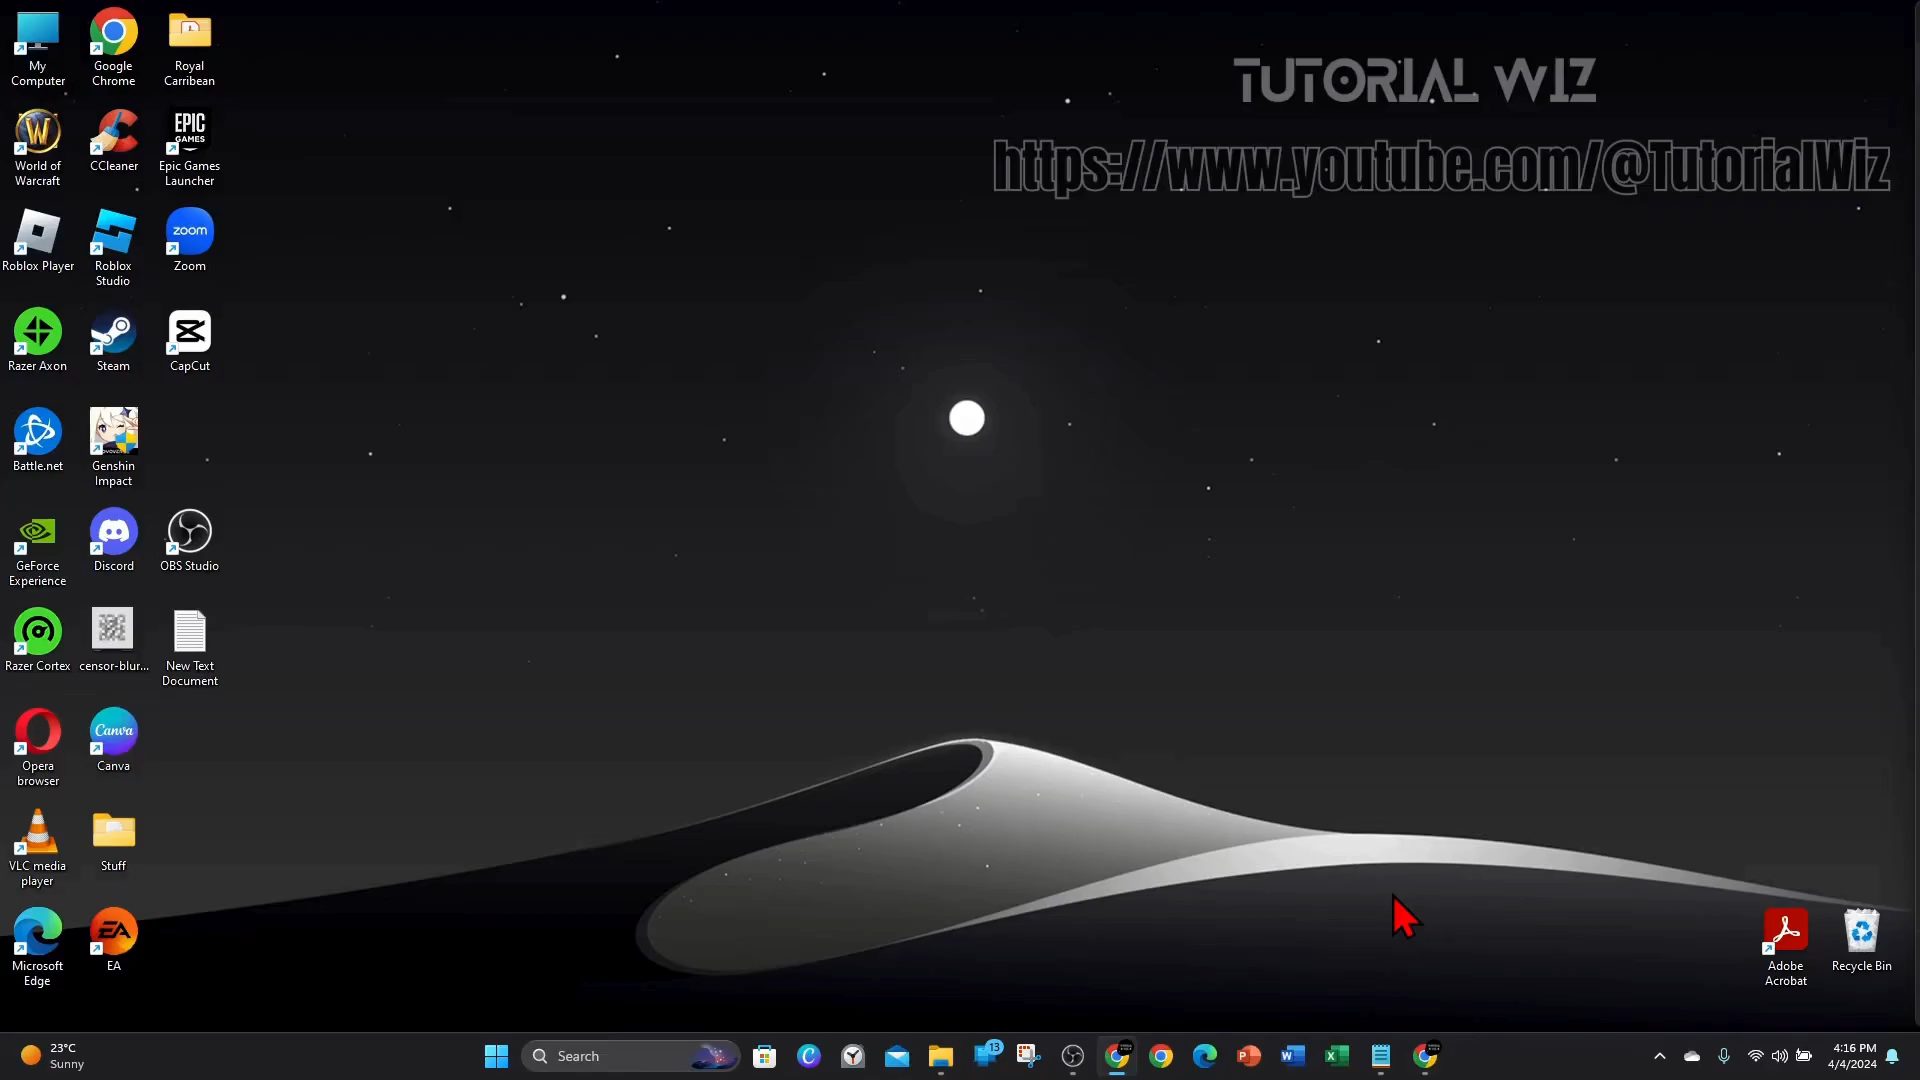 TUTORIAL WIZ
https://www.youtube.com/@TutorialWiz
My
Computer
Google
Chrome
Royal
Carribean
World of
Warcraft
CCleaner
EPIC
GAMES
Epic Games
Launcher
Roblox Player
Roblox
Studio
zoom
Zoom
Razer Axon
Steam
CapCut
Battle.net
Genshin
Impact
GeForce
Experience
Discord
OBS Studio
Razer Cortex
censor-blur...
New Text
Document
Opera
browser
Canva
Canva
VLC media
player
Stuff
Microsoft
Edge
EA
EA
Adobe
Acrobat
Recycle Bin
23°C
Sunny
Search
13
4:16 PM
4/4/2024